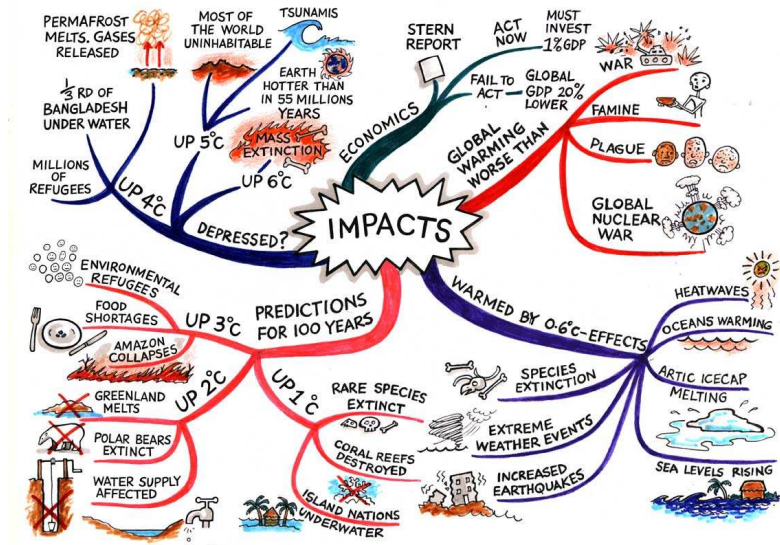 IMPACTS
ECONOMICS
STERN
REPORT
ACT
NOW
MUST
INVEST
1% GDP
FAIL TO
ACT
GLOBAL
GDP 20%
LOWER
GLOBAL
WARMING
WORSE THAN
WAR
FAMINE
PLAGUE
GLOBAL
NUCLEAR
WAR
WARMED BY 0.6°C-EFFECTS
HEATWAVES
OCEANS WARMING
ARTIC ICECAP
MELTING
SEA LEVELS RISING
SPECIES
EXTINCTION
EXTREME
WEATHER EVENTS
INCREASED
EARTHQUAKES
PREDICTIONS
FOR 100 YEARS
UP 1°C
RARE SPECIES
EXTINCT
CORAL REEFS
DESTROYED
ISLAND NATIONS
UNDERWATER
UP 2°C
GREENLAND
MELTS
POLAR BEARS
EXTINCT
WATER SUPPLY
AFFECTED
UP 3°C
ENVIRONMENTAL
REFUGEES
FOOD
SHORTAGES
AMAZON
COLLAPSES
DEPRESSED?
UP 4°C
MILLIONS
OF
REFUGEES
1/3 RD OF
BANGLADESH
UNDER WATER
PERMAFROST
MELTS, GASES
RELEASED
UP 5°C
MOST OF
THE WORLD
UNINHABITABLE
TSUNAMIS
EARTH
HOTTER THAN
IN 55 MILLIONS
YEARS
UP 6°C
MASS
EXTINCTION